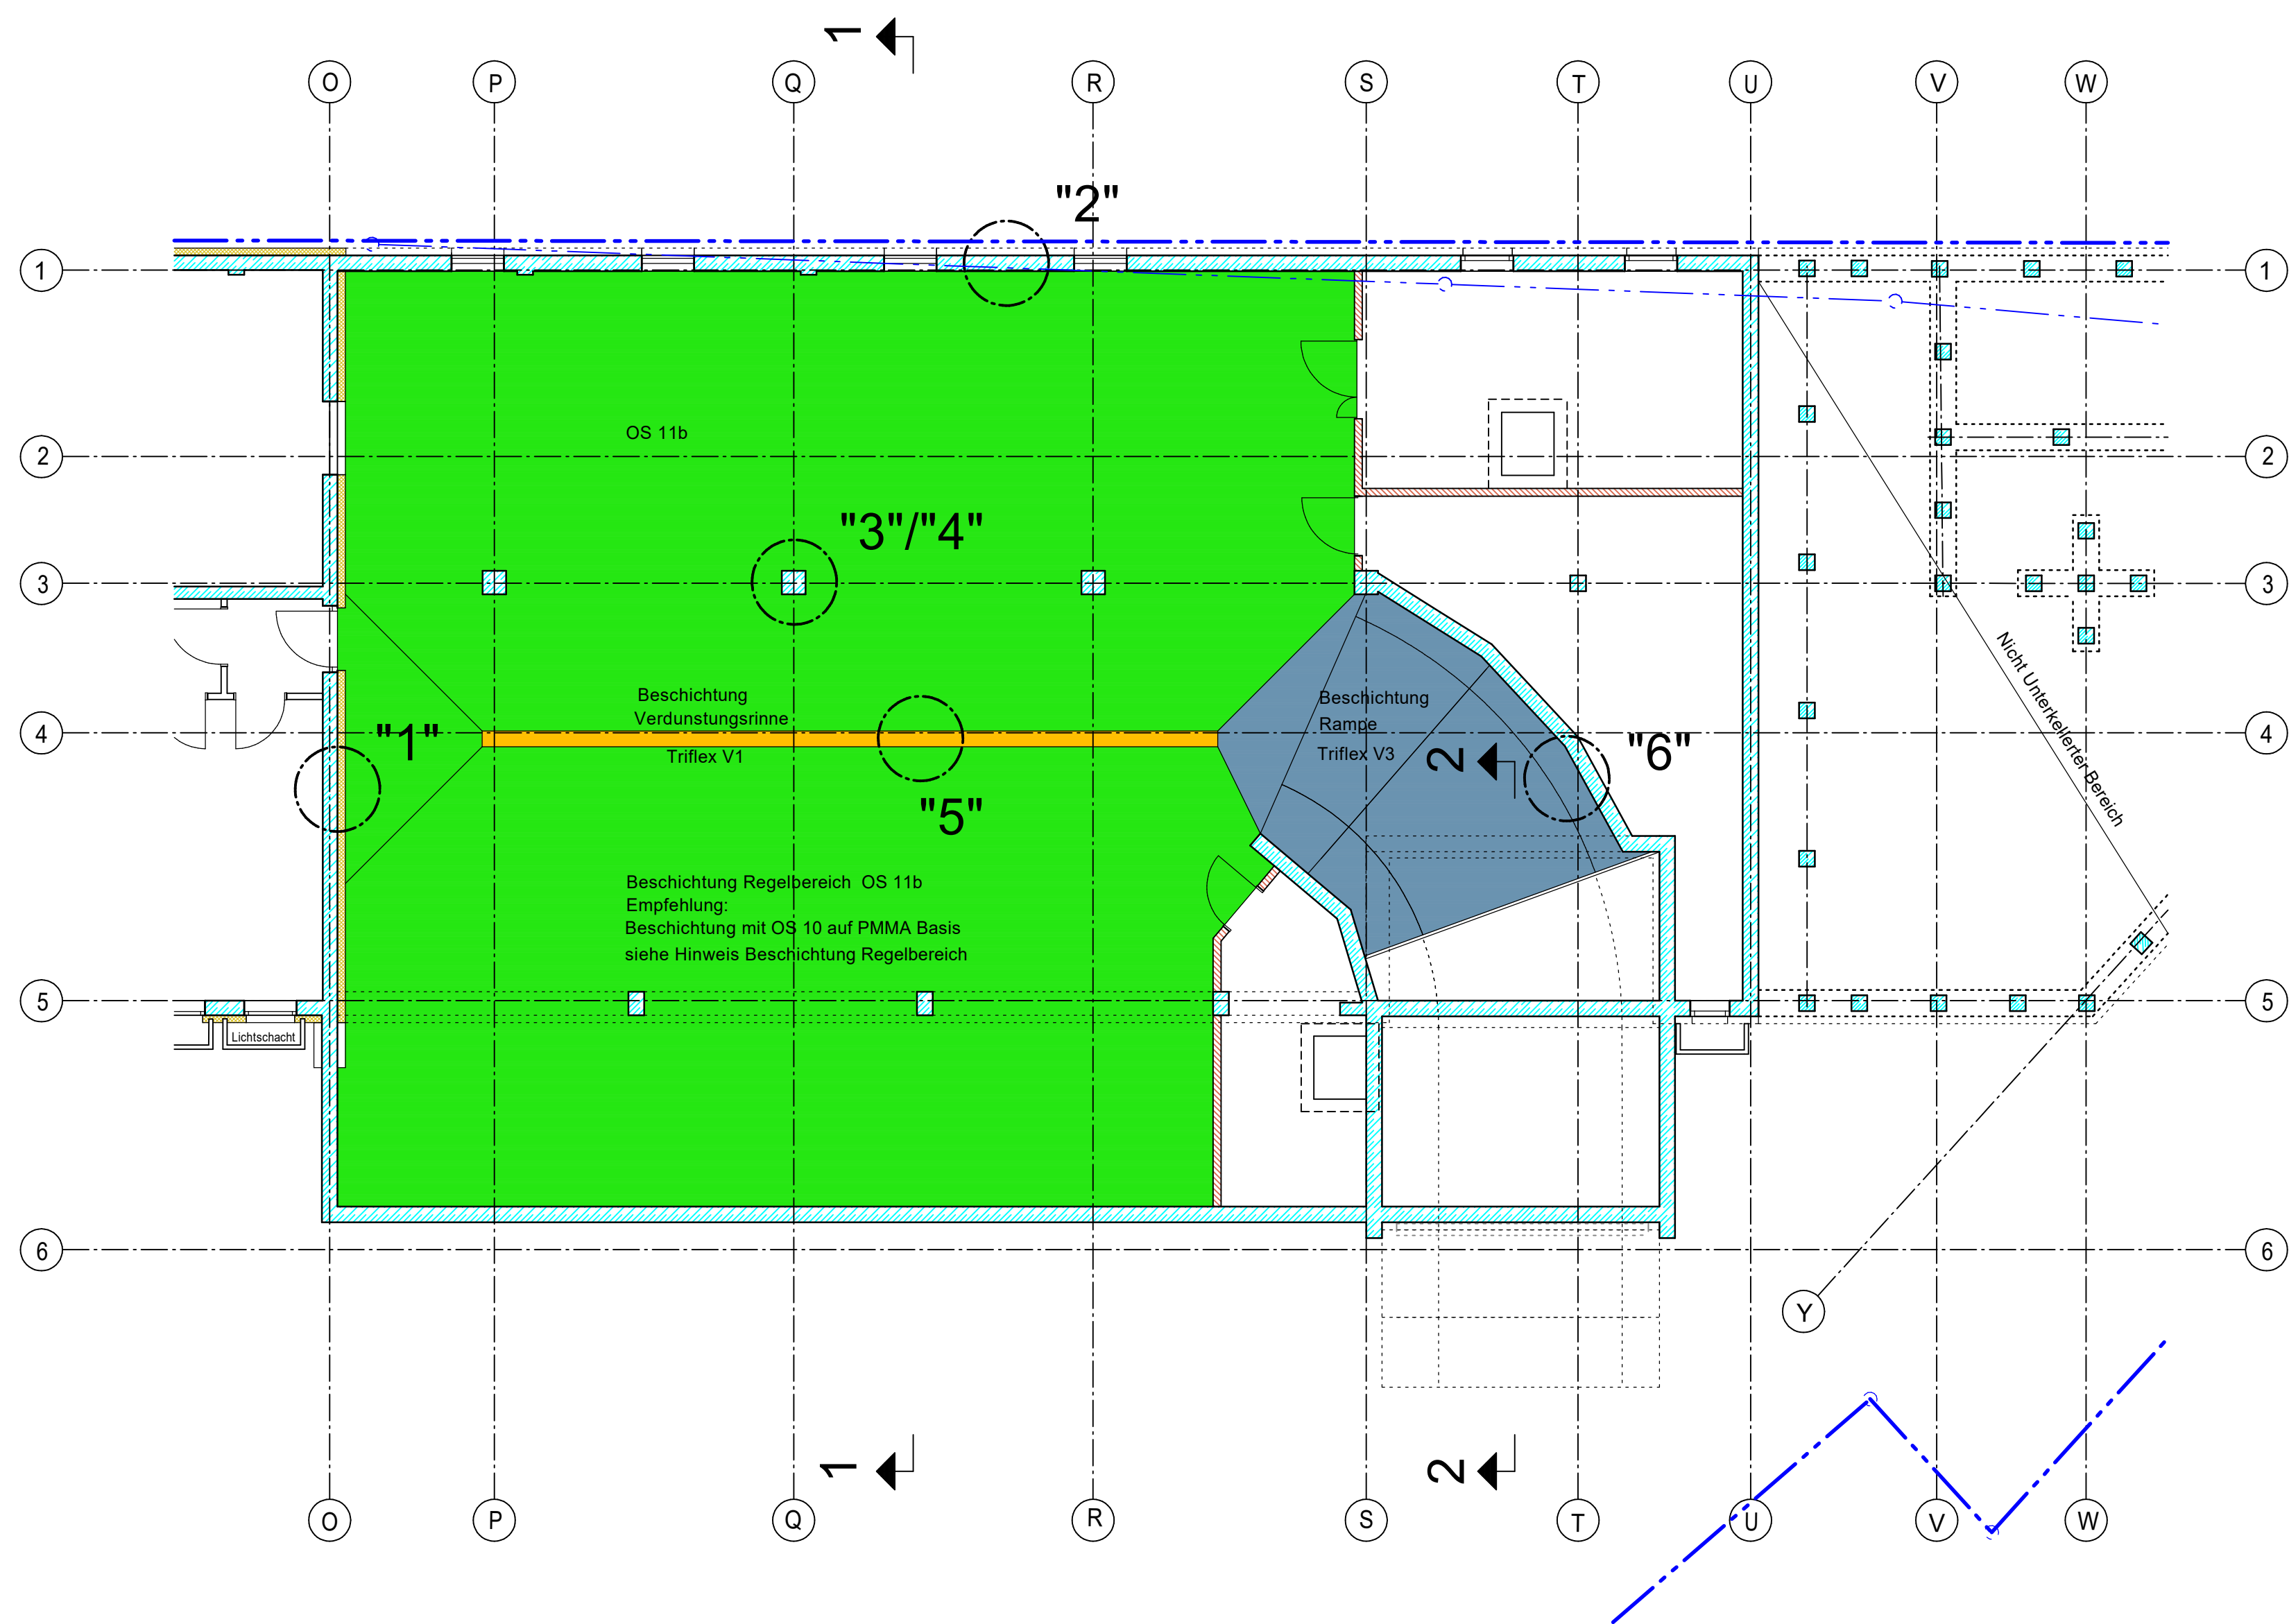 1
O P Q R S T U V W
"2"
1 1
OS 11b
2 2
"3"/"4"
3 3
Nicht Unterkellerter Bereich
Beschichtung
Verdunstungsrinne
Triflex V1
Beschichtung
Rampe
Triflex V3
2
4 4
"1"
"6"
"5"
Beschichtung Regelbereich OS 11b
Empfehlung:
Beschichtung mit OS 10 auf PMMA Basis
siehe Hinweis Beschichtung Regelbereich
5 5
Lichtschacht
6 6
Y
1 2
O P Q R S T U V W